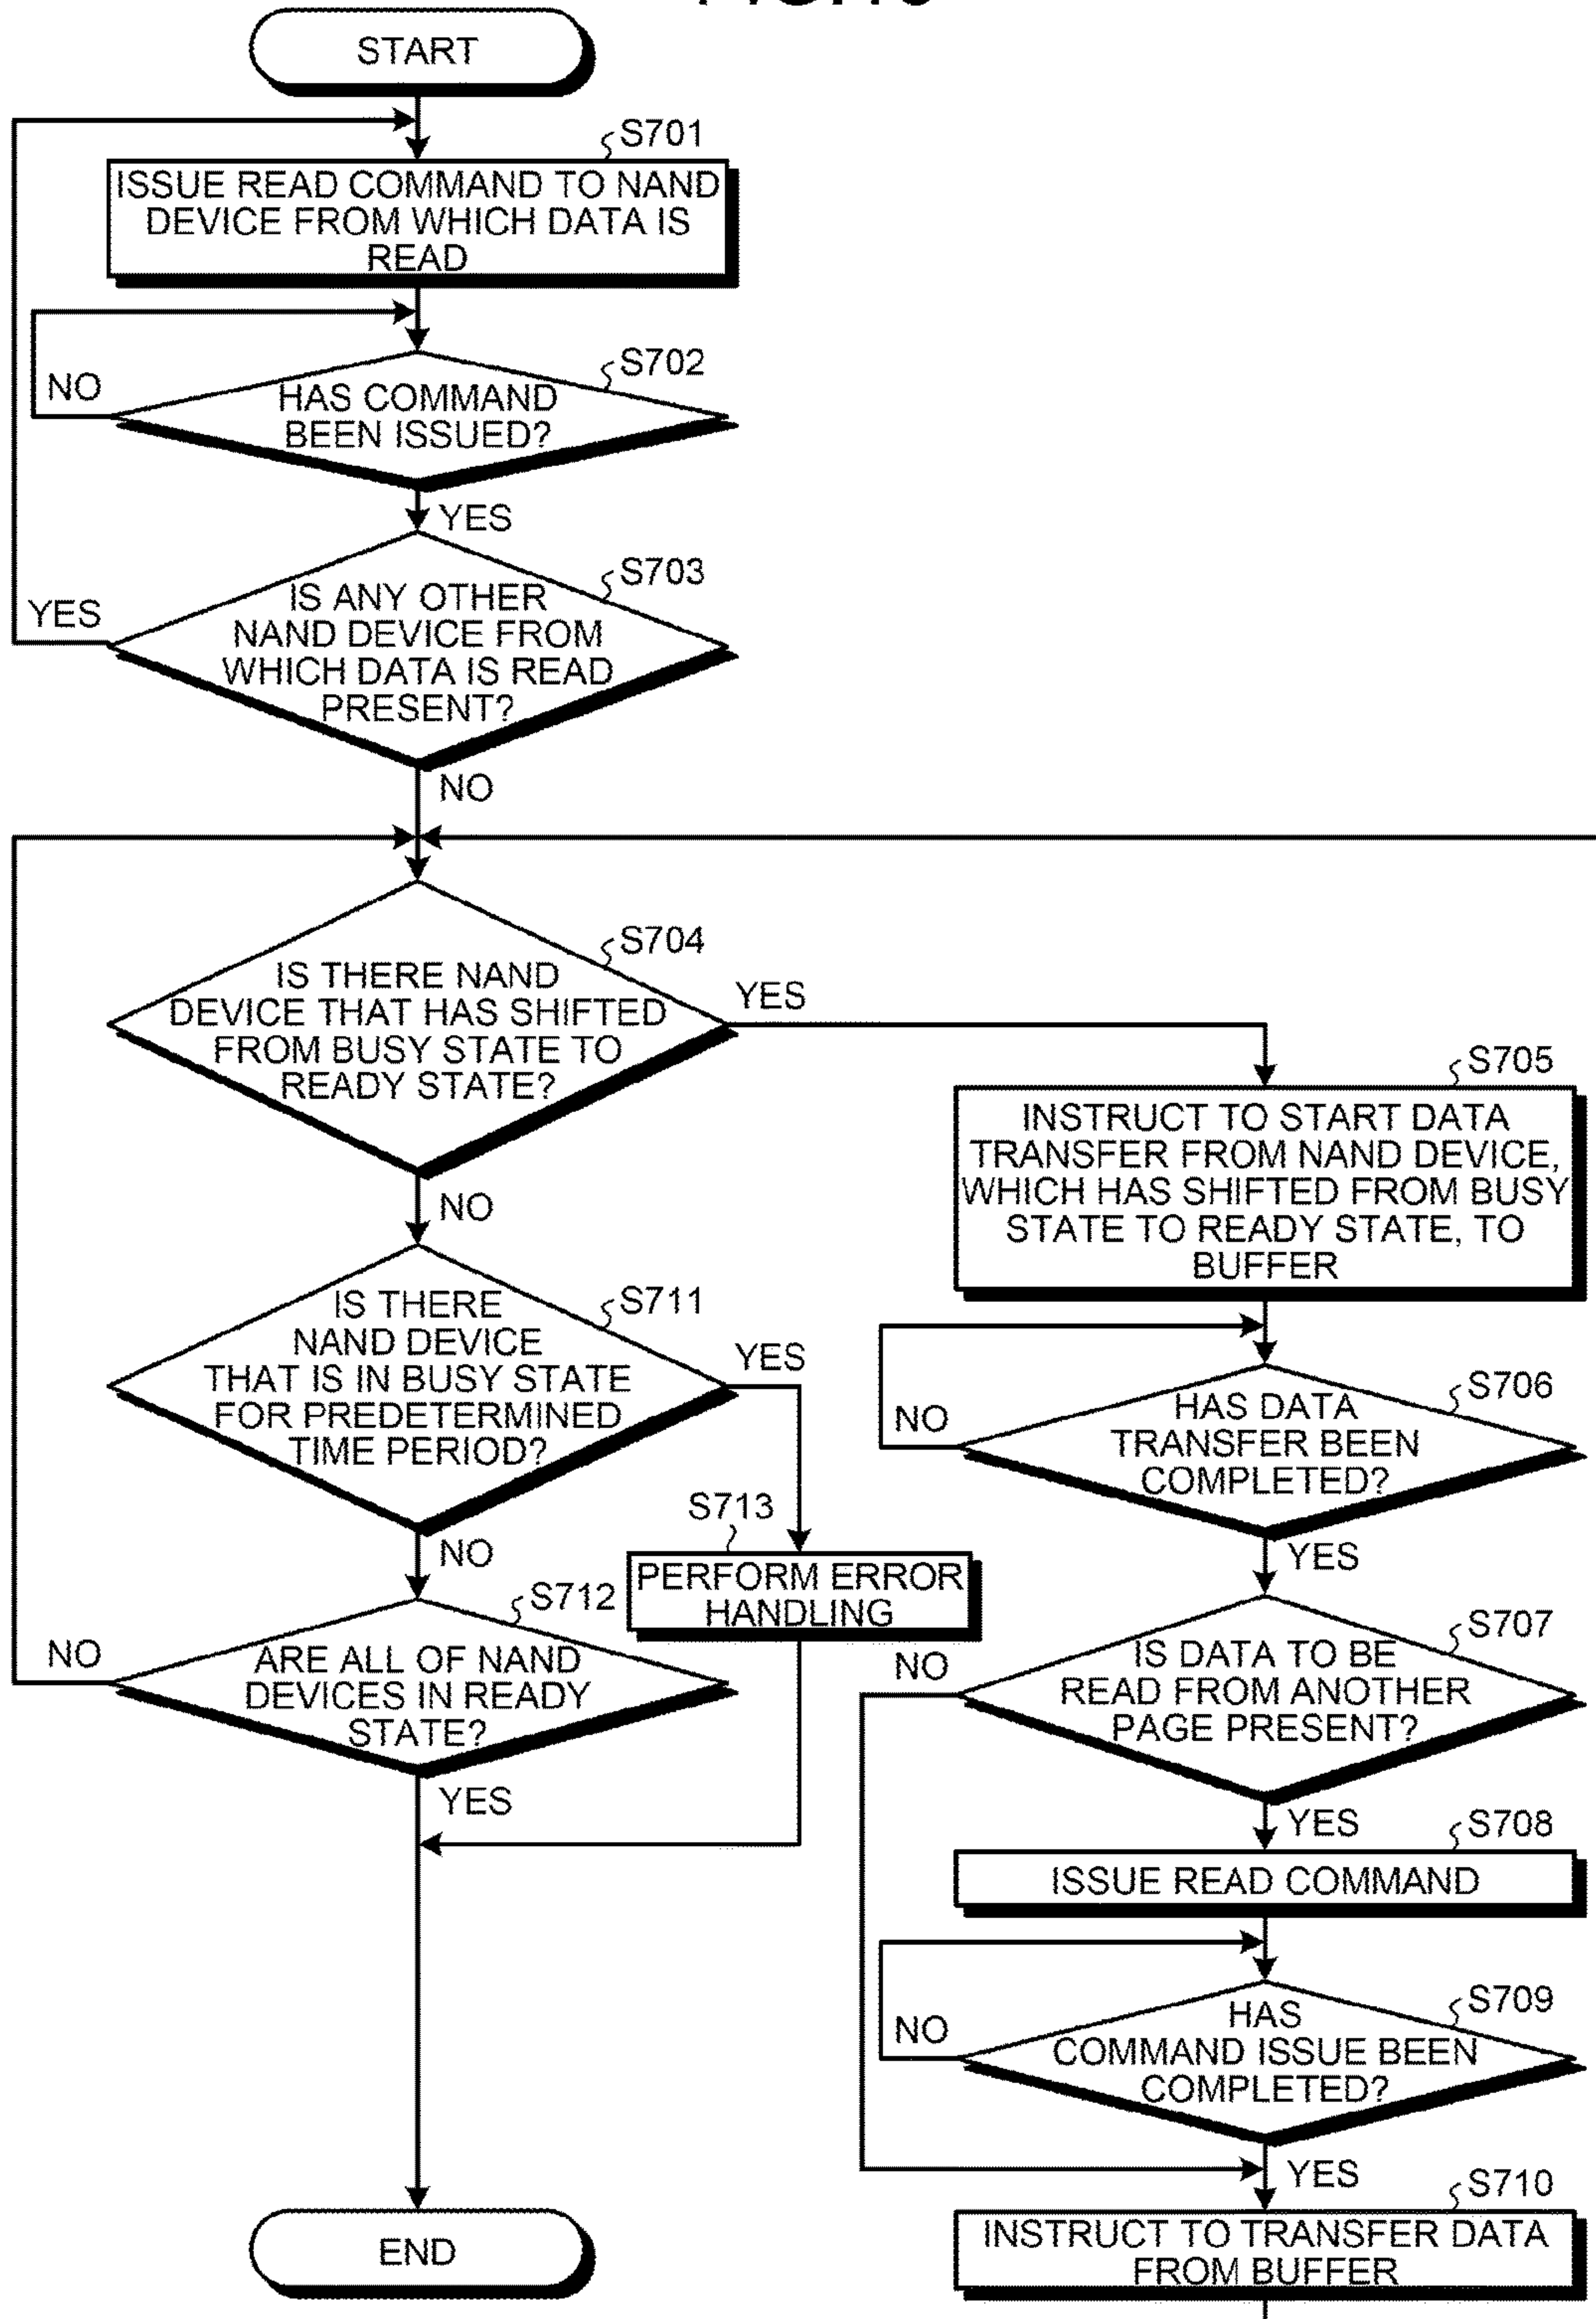 START
S701
ISSUE READ COMMAND TO NAND
DEVICE FROM WHICH DATA IS
READ
S702
NO
HAS COMMAND
BEEN ISSUED?
YES
S703
YES
IS ANY OTHER
NAND DEVICE FROM
WHICH DATA IS READ
PRESENT?
NO
S704
IS THERE NAND
DEVICE THAT HAS SHIFTED
FROM BUSY STATE TO
READY STATE?
YES
NO
S711
IS THERE
NAND DEVICE
THAT IS IN BUSY STATE
FOR PREDETERMINED
TIME PERIOD?
YES
NO
S713
PERFORM ERROR
HANDLING
S712
NO
ARE ALL OF NAND
DEVICES IN READY
STATE?
YES
END
S705
INSTRUCT TO START DATA
TRANSFER FROM NAND DEVICE,
WHICH HAS SHIFTED FROM BUSY
STATE TO READY STATE, TO
BUFFER
S706
NO
HAS DATA
TRANSFER BEEN
COMPLETED?
YES
S707
NO
IS DATA TO BE
READ FROM ANOTHER
PAGE PRESENT?
YES
S708
ISSUE READ COMMAND
S709
NO
HAS
COMMAND ISSUE BEEN
COMPLETED?
YES
S710
INSTRUCT TO TRANSFER DATA
FROM BUFFER